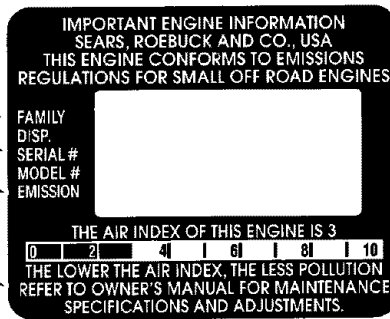 IMPORTANT ENGINE INFORMATION
SEARS, ROEBUCK AND CO., USA
THIS ENGINE CONFORMS TO EMISSIONS
REGULATIONS FOR SMALL OFF ROAD ENGINES
FAMILY
DISP.
SERIAL #
MODEL #
EMISSION
THE AIR INDEX OF THIS ENGINE IS 3
0 2 4 6 8 10
THE LOWER THE AIR INDEX, THE LESS POLLUTION
REFER TO OWNER'S MANUAL FOR MAINTENANCE
SPECIFICATIONS AND ADJUSTMENTS.